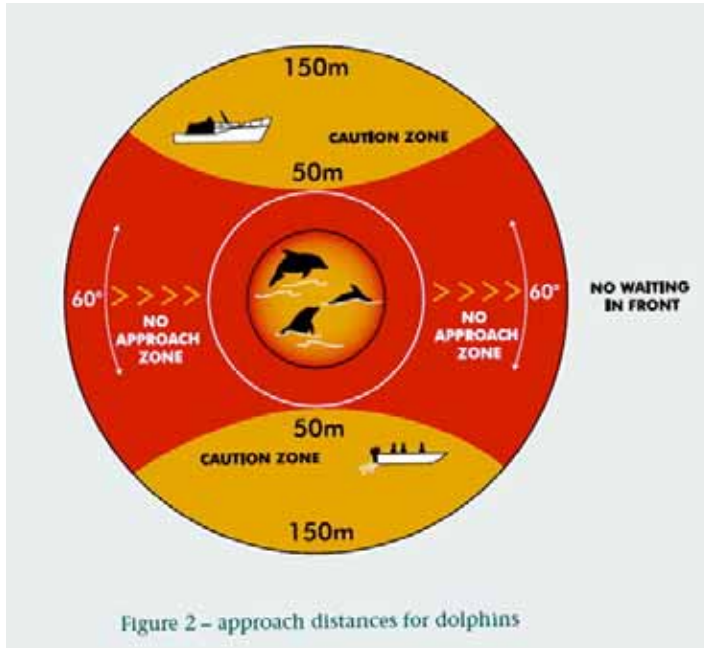 150m
CAUTION ZONE
50m
60°
NO
APPROACH
ZONE
60°
NO
APPROACH
ZONE
NO WAITING
IN FRONT
50m
CAUTION ZONE
150m
Figure 2 – approach distances for dolphins